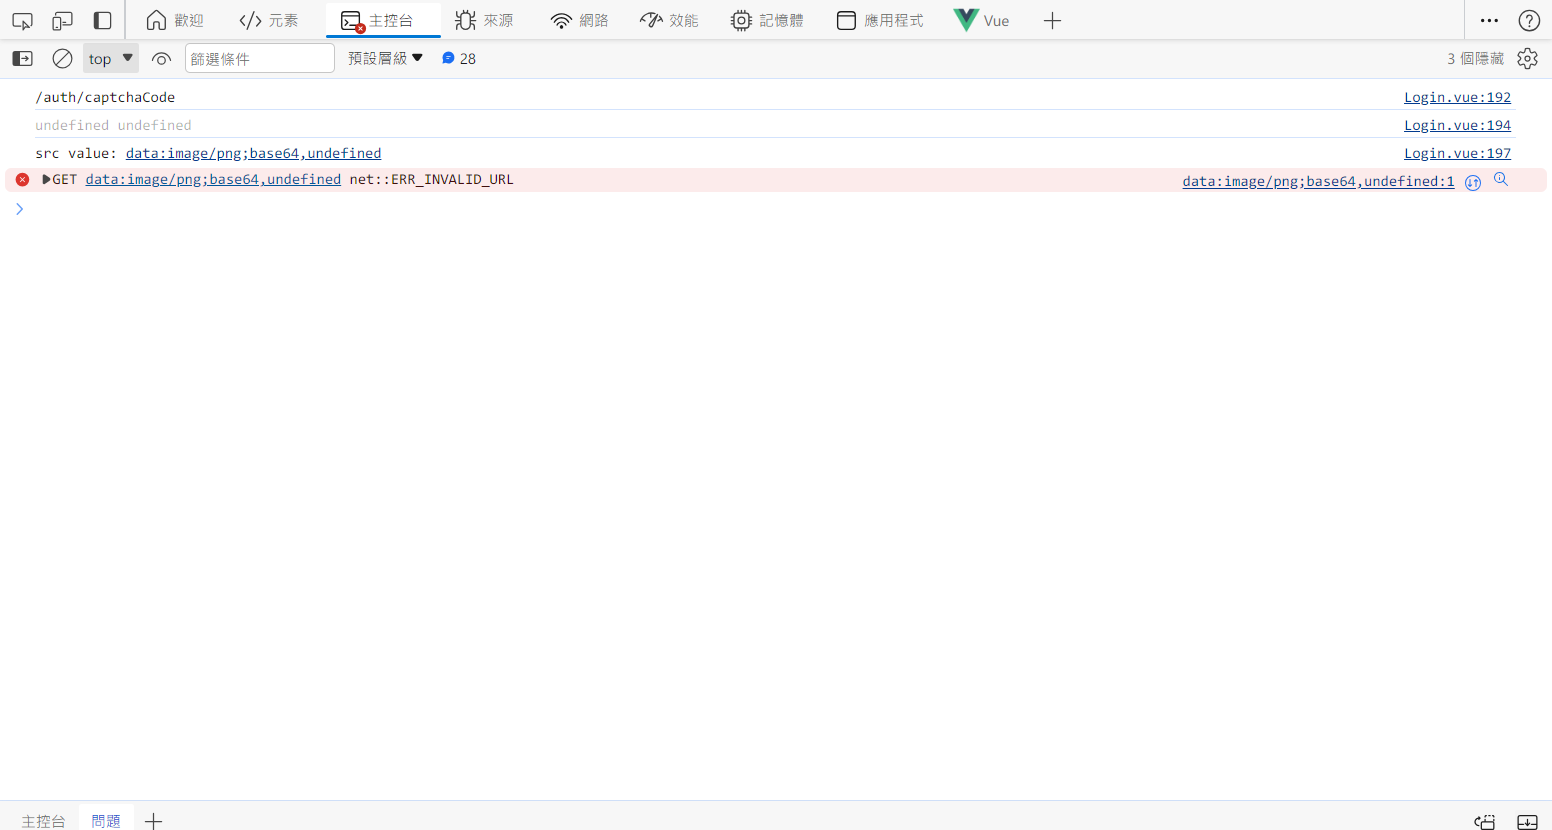 歡迎 元素 主控台 來源 網路 效能 記憶體 應用程式 Vue
top 篩選條件 預設層級 28 3 個隱藏
/auth/captchaCode Login.vue:192
undefined undefined Login.vue:194
src value: data:image/png;base64,undefined Login.vue:197
GET data:image/png;base64,undefined net::ERR_INVALID_URL data:image/png;base64,undefined:1
主控台 問題